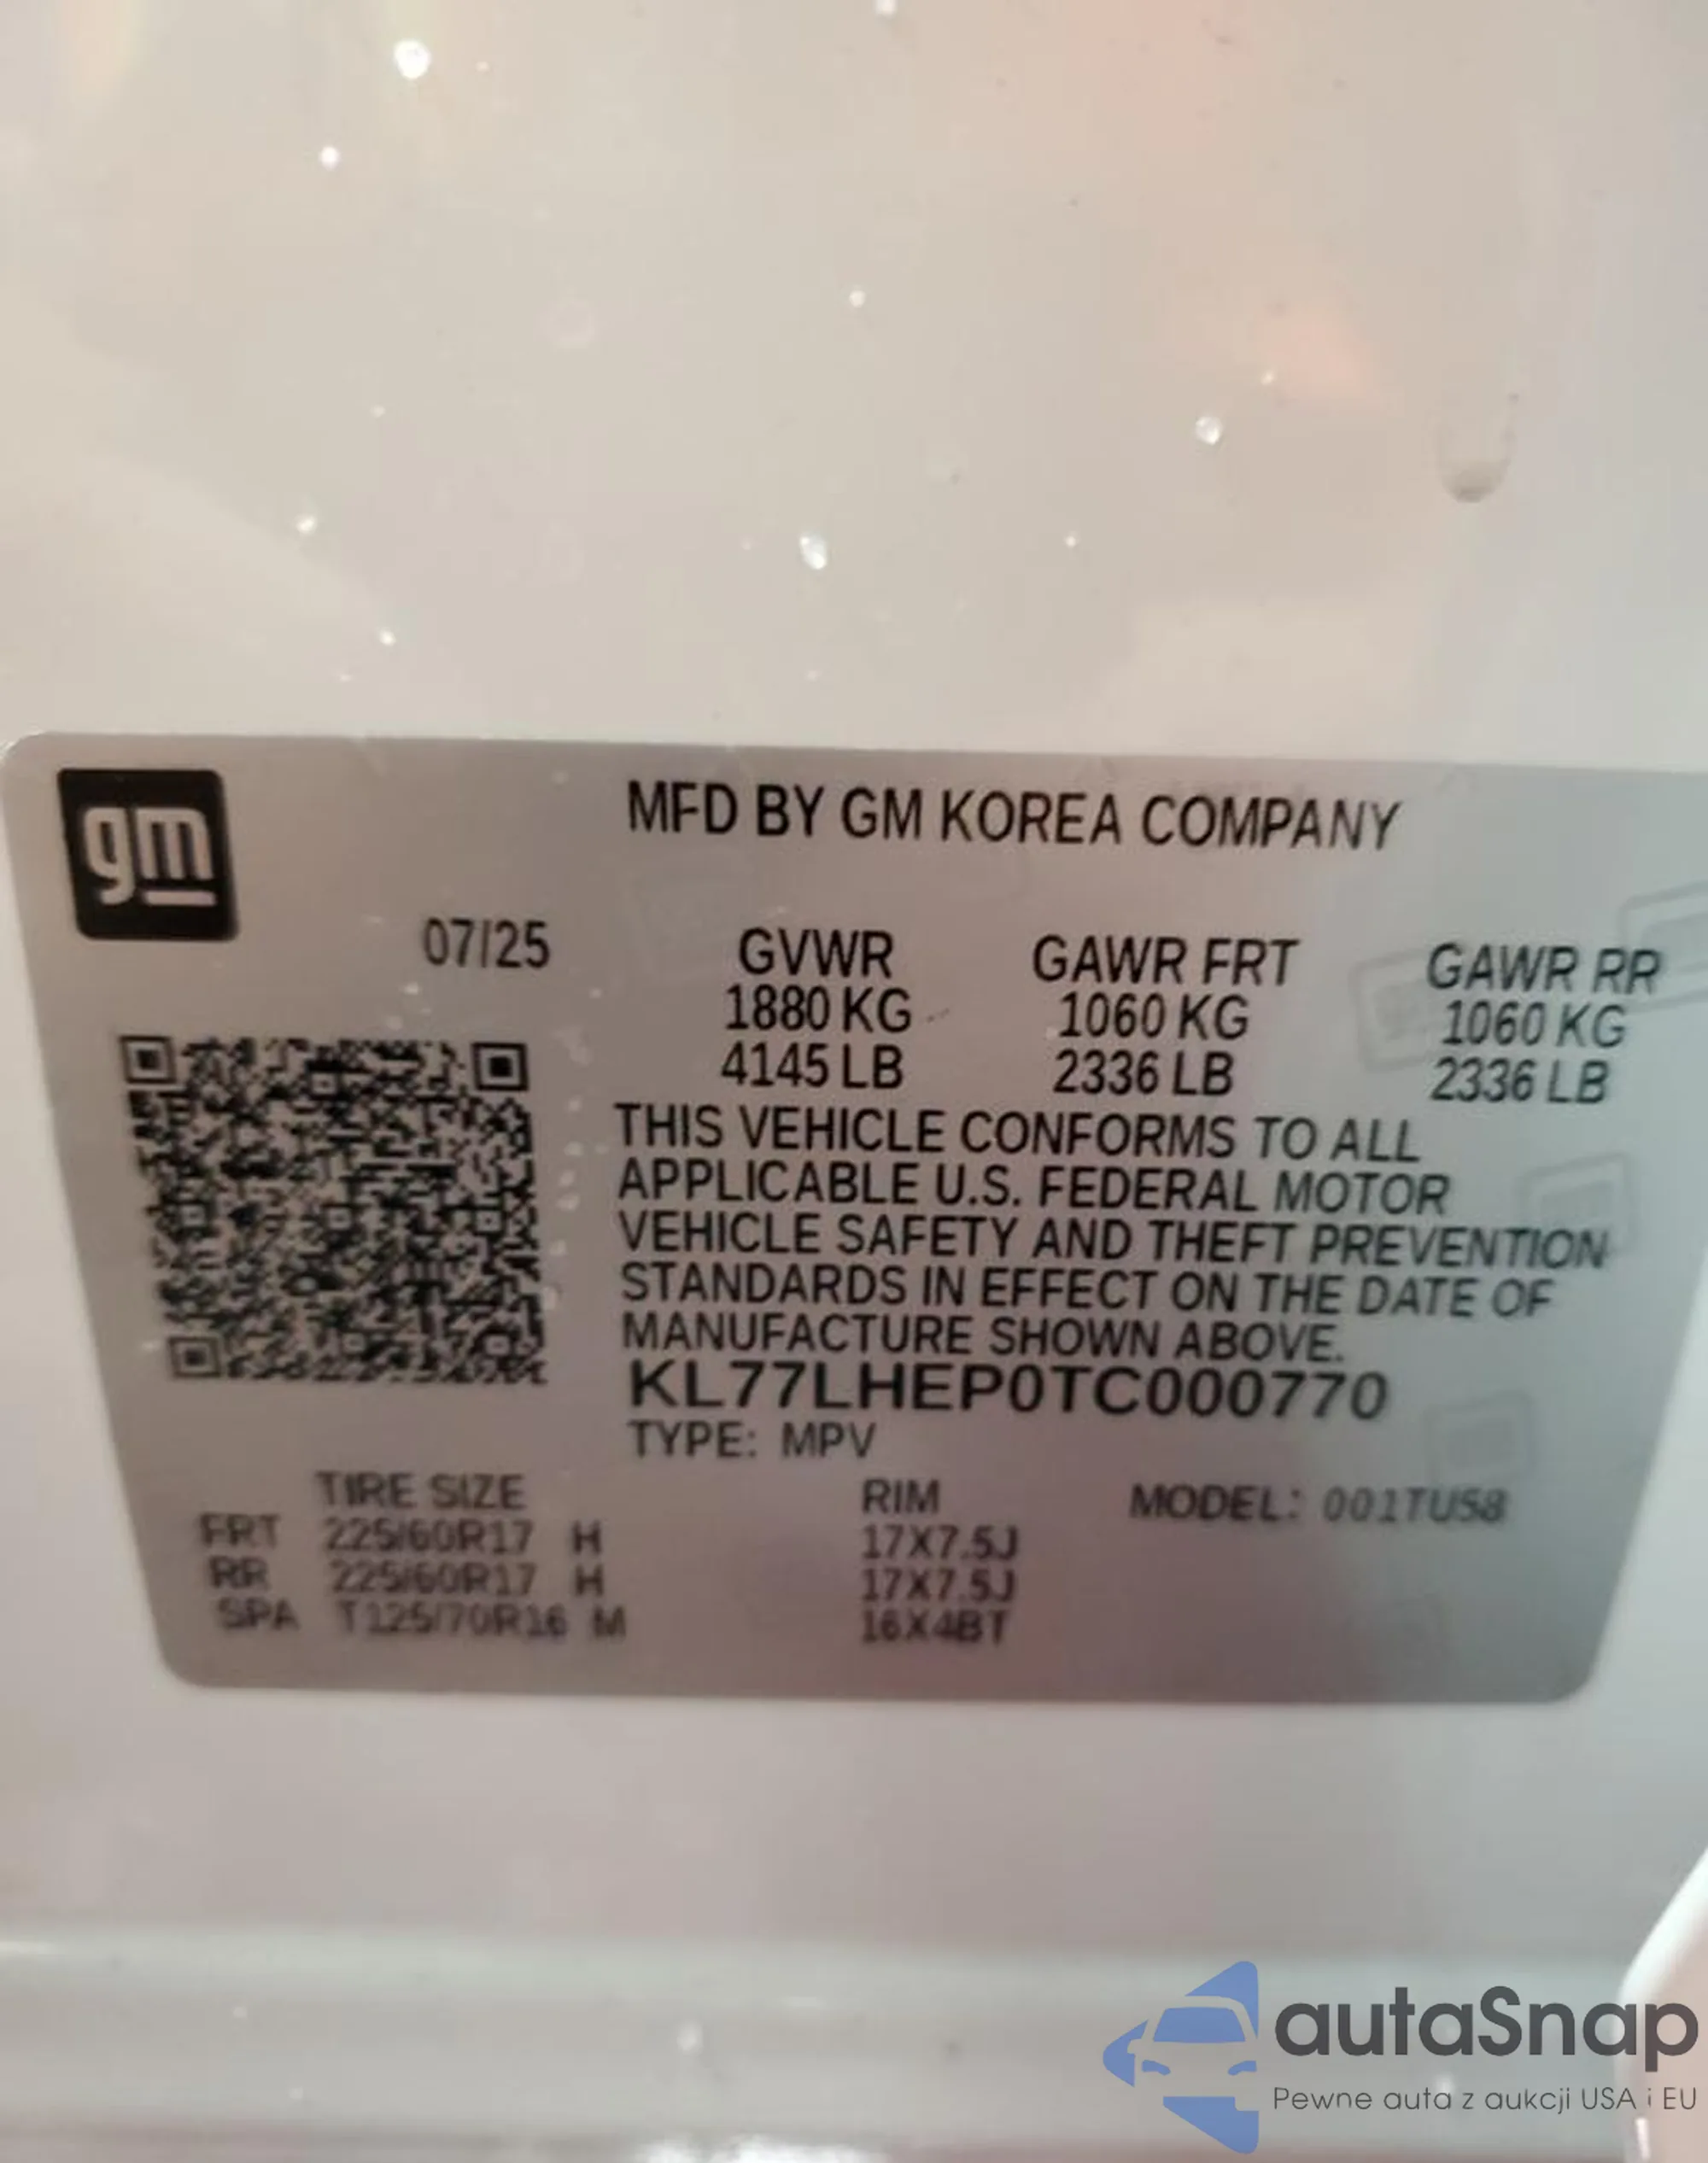 gm
MFD BY GM KOREA COMPANY
07/25
GVWR GAWR FRT GAWR RR
1880 KG 1060 KG 1060 KG
4145 LB 2336 LB 2336 LB
THIS VEHICLE CONFORMS TO ALL
APPLICABLE U.S. FEDERAL MOTOR
VEHICLE SAFETY AND THEFT PREVENTION
STANDARDS IN EFFECT ON THE DATE OF
MANUFACTURE SHOWN ABOVE.
KL77LHEP0TC000770
TYPE: MPV
TIRE SIZE RIM MODEL: 001TU58
FRT 225/60R17 H 17X7.5J
RR 225/60R17 H 17X7.5J
SPA T125/70R16 M 16X4BT
autaSnap
Pewne auta z aukcji USA i EU